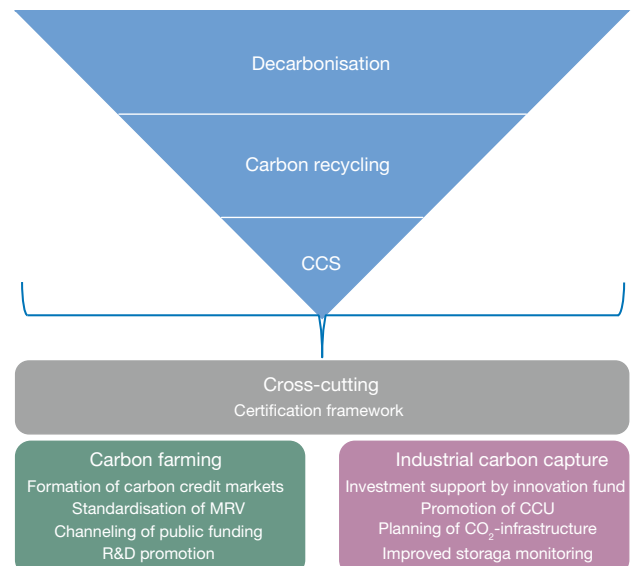 Decarbonisation
Carbon recycling
CCS
Cross-cutting
Certification framework
Carbon farming
Formation of carbon credit markets
Standardisation of MRV
Channeling of public funding
R&D promotion
Industrial carbon capture
Investment support by innovation fund
Promotion of CCU
Planning of CO₂-infrastructure
Improved storaga monitoring